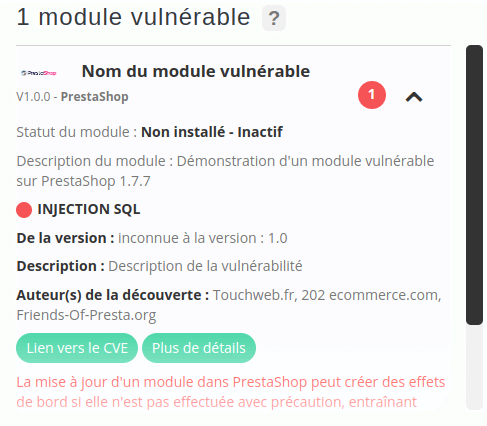 1 module vulnérable ?
PrestaShop
Nom du module vulnérable
V1.0.0 - PrestaShop
1
Statut du module : Non installé - Inactif
Description du module : Démonstration d'un module vulnérable
sur PrestaShop 1.7.7
INJECTION SQL
De la version : inconnue à la version : 1.0
Description : Description de la vulnérabilité
Auteur(s) de la découverte : Touchweb.fr, 202 ecommerce.com,
Friends-Of-Presta.org
Lien vers le CVE Plus de détails
La mise à jour d'un module dans PrestaShop peut créer des effets
de bord si elle n'est pas effectuée avec précaution, entraînant